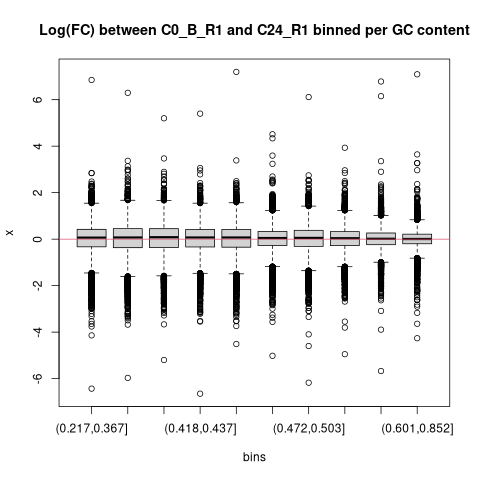 Log(FC) between C0_B_R1 and C24_R1 binned per GC content
6
4
2
0
-2
-4
-6
x
(0.217,0.367] (0.418,0.437] (0.472,0.503] (0.601,0.852]
bins